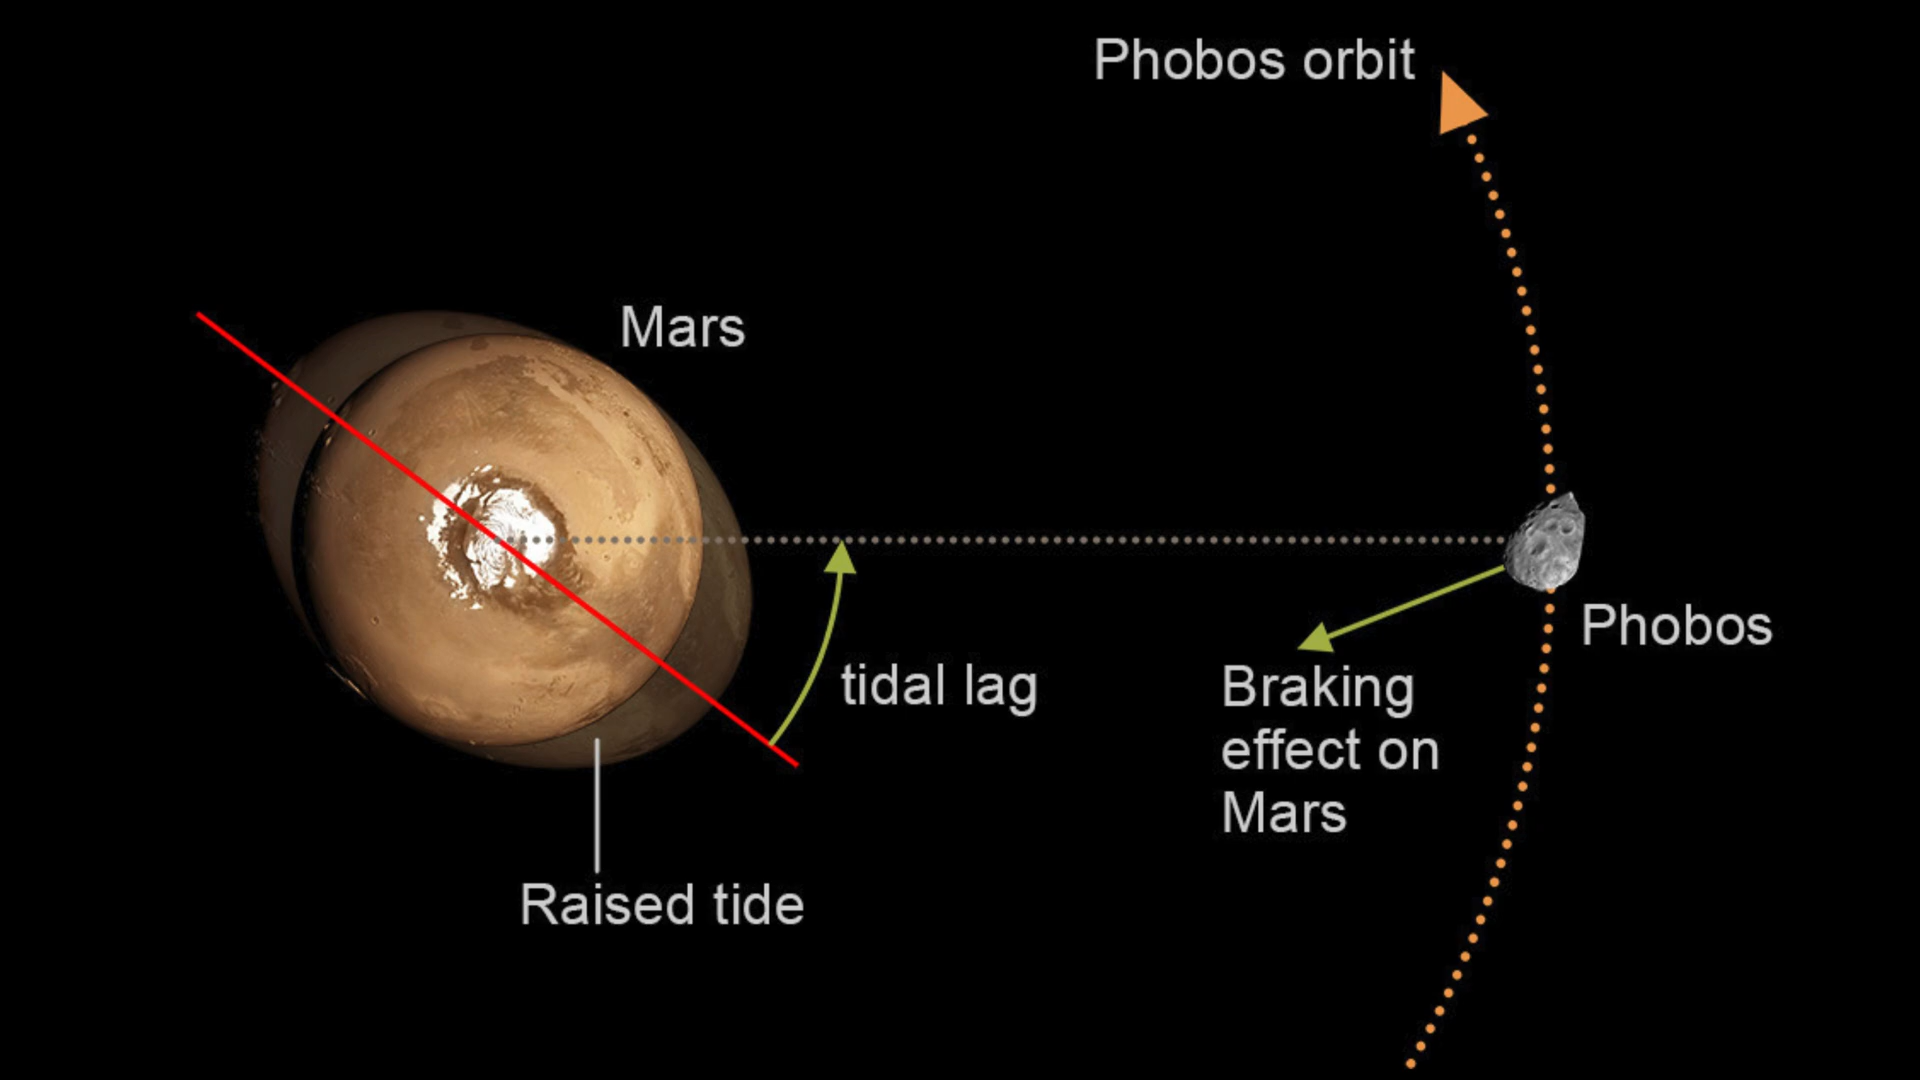 Phobos orbit
Mars
Phobos
tidal lag
Braking
effect on
Mars
Raised tide